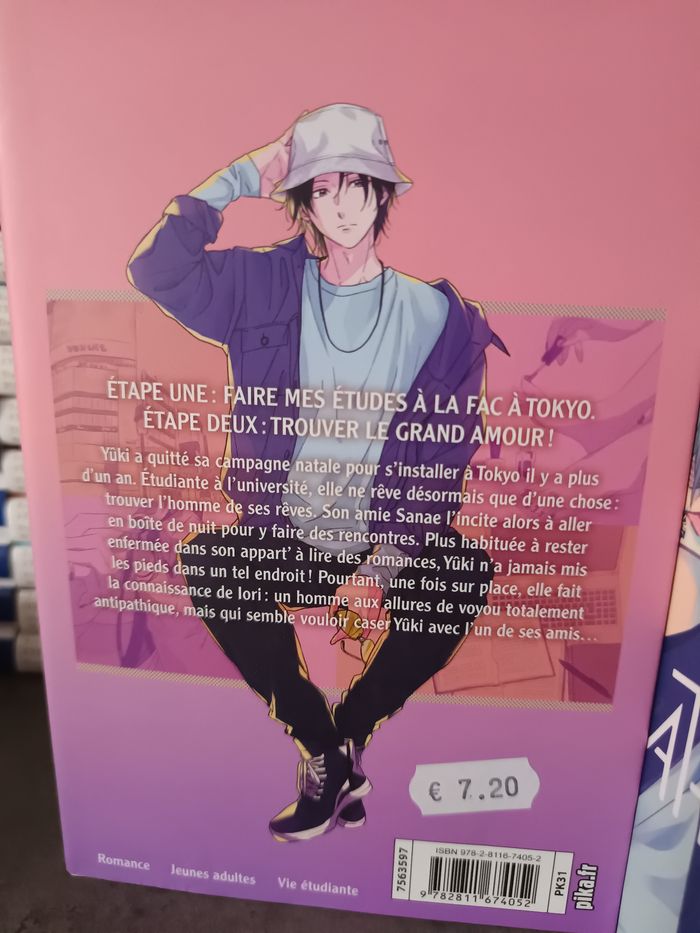 ÉTAPE UNE : FAIRE MES ÉTUDES À LA FAC À TOKYO.
ÉTAPE DEUX : TROUVER LE GRAND AMOUR !
Yûki a quitté sa campagne natale pour s'installer à Tokyo il y a plus
d'un an. Étudiante à l'université, elle ne rêve désormais que d'une chose :
trouver l'homme de ses rêves. Son amie Sanae l'incite alors à aller
en boîte de nuit pour y faire des rencontres. Plus habituée à rester
enfermée dans son appart' à lire des romances, Yûki n'a jamais mis
les pieds dans un tel endroit ! Pourtant, une fois sur place, elle fait
la connaissance de Iori : un homme aux allures de voyou totalement
antipathique, mais qui semble vouloir caser Yûki avec l'un de ses amis...
€ 7.20
Romance
Jeunes adultes
Vie étudiante
7563597
ISBN 978-2-8116-7405-2
9 782811 674052
PK31
pika.fr